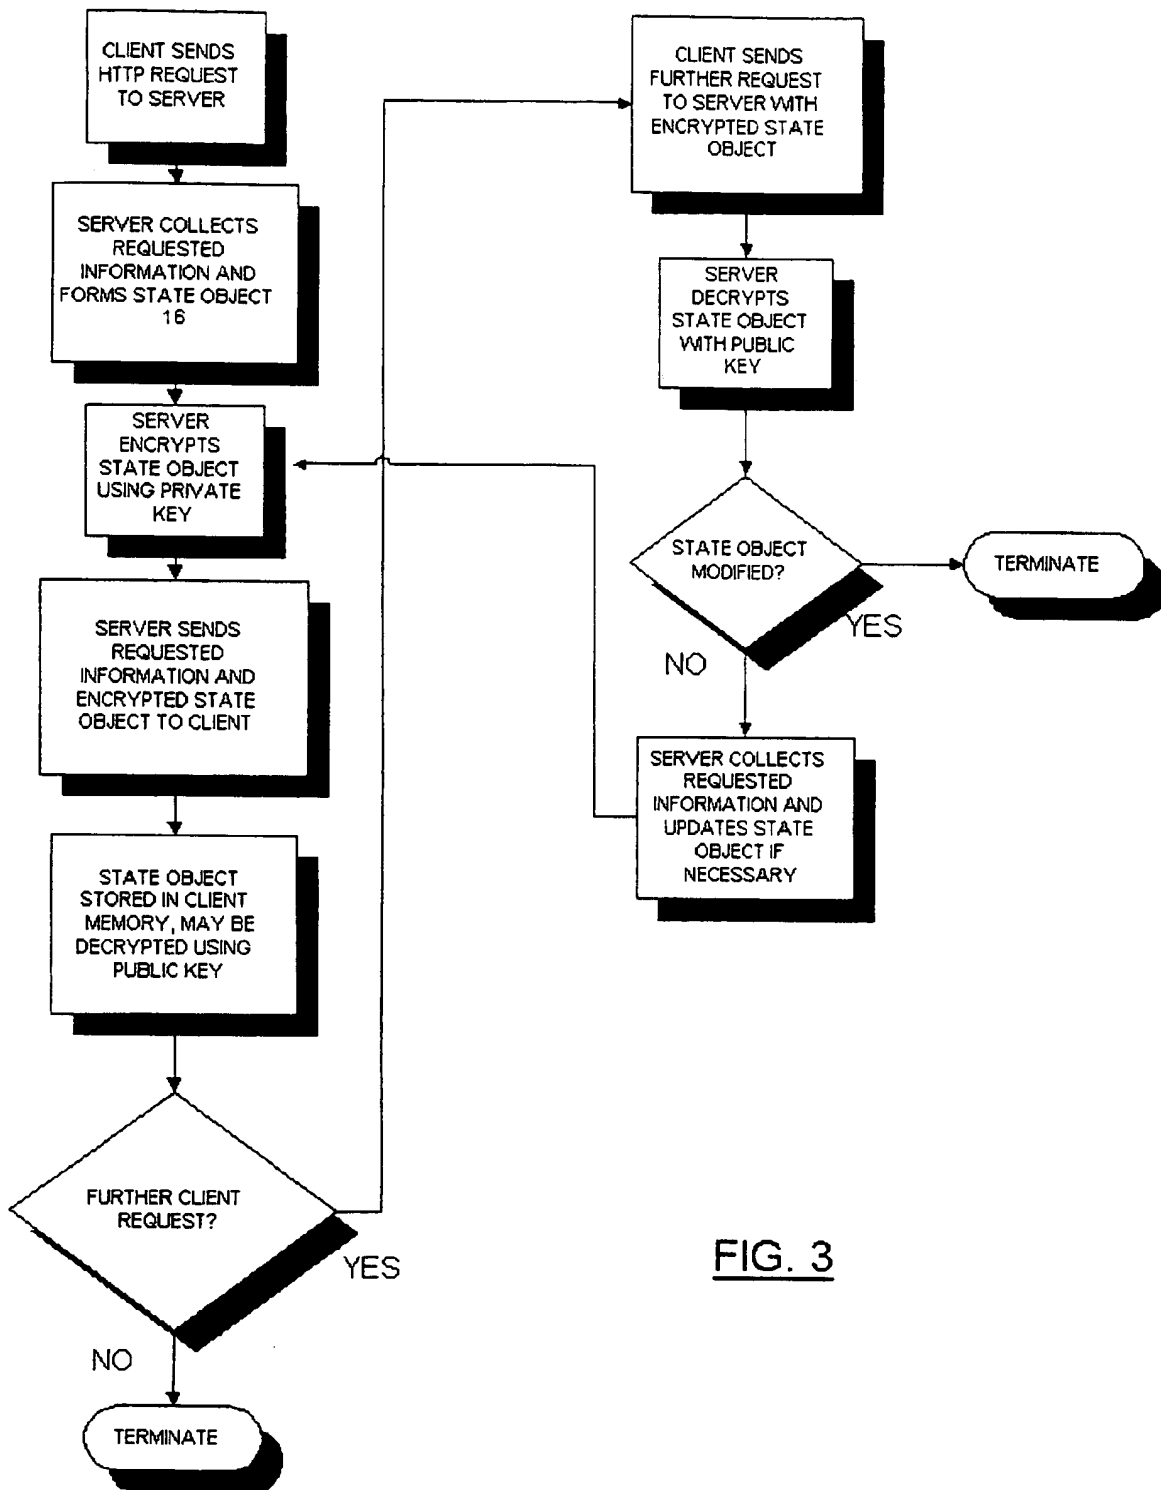 CLIENT SENDS
HTTP REQUEST
TO SERVER
SERVER COLLECTS
REQUESTED
INFORMATION AND
FORMS STATE OBJECT
16
SERVER
ENCRYPTS
STATE OBJECT
USING PRIVATE
KEY
SERVER SENDS
REQUESTED
INFORMATION AND
ENCRYPTED STATE
OBJECT TO CLIENT
STATE OBJECT
STORED IN CLIENT
MEMORY, MAY BE
DECRYPTED USING
PUBLIC KEY
FURTHER CLIENT
REQUEST?
YES
NO
TERMINATE
CLIENT SENDS
FURTHER REQUEST
TO SERVER WITH
ENCRYPTED STATE
OBJECT
SERVER
DECRYPTS
STATE OBJECT
WITH PUBLIC
KEY
STATE OBJECT
MODIFIED?
YES
TERMINATE
NO
SERVER COLLECTS
REQUESTED
INFORMATION AND
UPDATES STATE
OBJECT IF
NECESSARY
FIG. 3